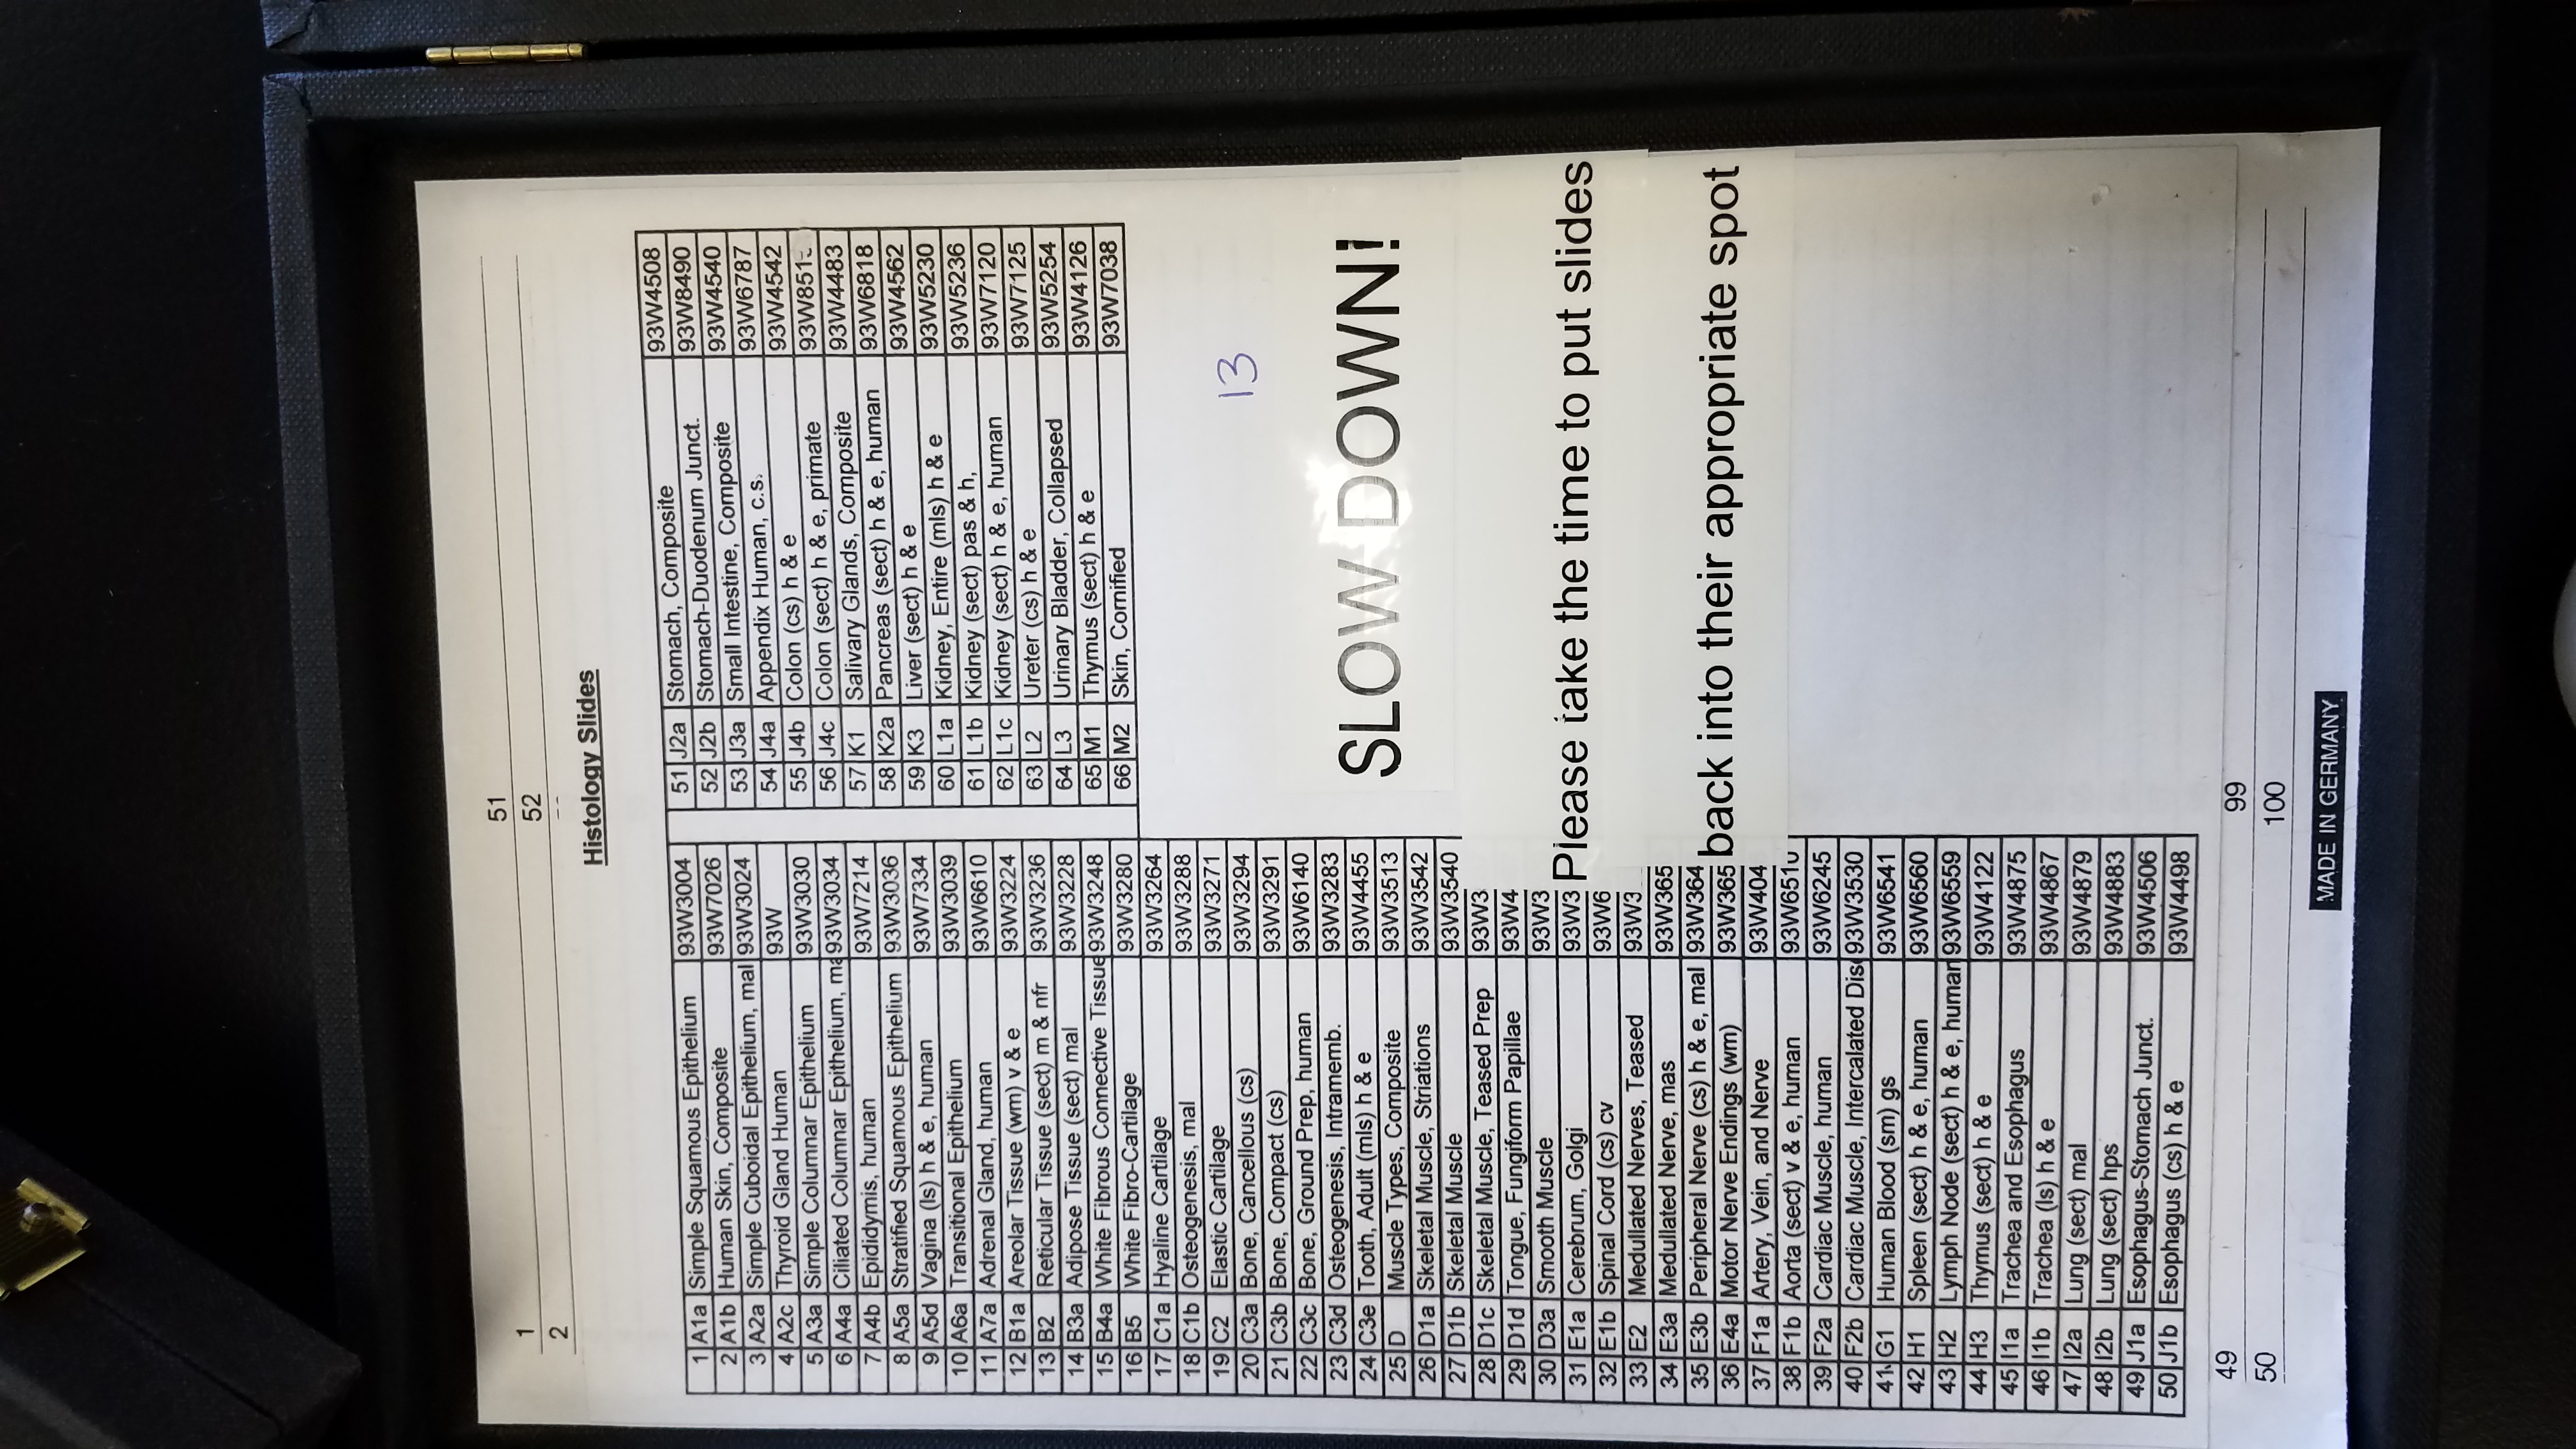 51
52
1
2
Histology Slides
1 A1a Simple Squamous Epithelium 93W3004
2 A1b Human Skin, Composite 93W7026
3 A2a Simple Cuboidal Epithelium, mal 93W3024
4 A2c Thyroid Gland Human 93W
5 A3a Simple Columnar Epithelium 93W3030
6 A4a Ciliated Columnar Epithelium, ma 93W3034
7 A4b Epididymis, human 93W7214
8 A5a Stratified Squamous Epithelium 93W3036
9 A5d Vagina (ls) h & e, human 93W7334
10 A6a Transitional Epithelium 93W3039
11 A7a Adrenal Gland, human 93W6610
12 B1a Areolar Tissue (wm) v & e 93W3224
13 B2 Reticular Tissue (sect) m & nfr 93W3236
14 B3a Adipose Tissue (sect) mal 93W3228
15 B4a White Fibrous Connective Tissue 93W3248
16 B5 White Fibro-Cartilage 93W3280
17 C1a Hyaline Cartilage 93W3264
18 C1b Osteogenesis, mal 93W3288
19 C2 Elastic Cartilage 93W3271
20 C3a Bone, Cancellous (cs) 93W3294
21 C3b Bone, Compact (cs) 93W3291
22 C3c Bone, Ground Prep, human 93W6140
23 C3d Osteogenesis, Intramemb. 93W3283
24 C3e Tooth, Adult (mls) h & e 93W4455
25 D Muscle Types, Composite 93W3513
26 D1a Skeletal Muscle, Striations 93W3542
27 D1b Skeletal Muscle 93W3540
28 D1c Skeletal Muscle, Teased Prep 93W3
29 D1d Tongue, Fungiform Papillae 93W4
30 D3a Smooth Muscle 93W3
31 E1a Cerebrum, Golgi 93W3
32 E1b Spinal Cord (cs) cv 93W6
33 E2 Medullated Nerves, Teased 93W3
34 E3a Medullated Nerve, mas 93W365
35 E3b Peripheral Nerve (cs) h & e, mal 93W364
36 E4a Motor Nerve Endings (wm) 93W365
37 F1a Artery, Vein, and Nerve 93W404
38 F1b Aorta (sect) v & e, human 93W651
39 F2a Cardiac Muscle, human 93W6245
40 F2b Cardiac Muscle, Intercalated Disc 93W3530
41 G1 Human Blood (sm) gs 93W6541
42 H1 Spleen (sect) h & e, human 93W6560
43 H2 Lymph Node (sect) h & e, human 93W6559
44 H3 Thymus (sect) h & e 93W4122
45 I1a Trachea and Esophagus 93W4875
46 I1b Trachea (ls) h & e 93W4867
47 I2a Lung (sect) mal 93W4879
48 I2b Lung (sect) hps 93W4883
49 J1a Esophagus-Stomach Junct. 93W4506
50 J1b Esophagus (cs) h & e 93W4498
51 J2a Stomach, Composite 93W4508
52 J2b Stomach-Duodenum Junct. 93W8490
53 J3a Small Intestine, Composite 93W4540
54 J4a Appendix Human, c.s. 93W6787
55 J4b Colon (cs) h & e 93W4542
56 J4c Colon (sect) h & e, primate 93W851
57 K1 Salivary Glands, Composite 93W4483
58 K2a Pancreas (sect) h & e, human 93W6818
59 K3 Liver (sect) h & e 93W4562
60 L1a Kidney, Entire (mls) h & e 93W5230
61 L1b Kidney (sect) pas & h, 93W5236
62 L1c Kidney (sect) h & e, human 93W7120
63 L2 Ureter (cs) h & e 93W7125
64 L3 Urinary Bladder, Collapsed 93W5254
65 M1 Thymus (sect) h & e 93W4126
66 M2 Skin, Cornified 93W7038
13
SLOW DOWN!
Please take the time to put slides
back into their appropriate spot
49
50
99
100
MADE IN GERMANY